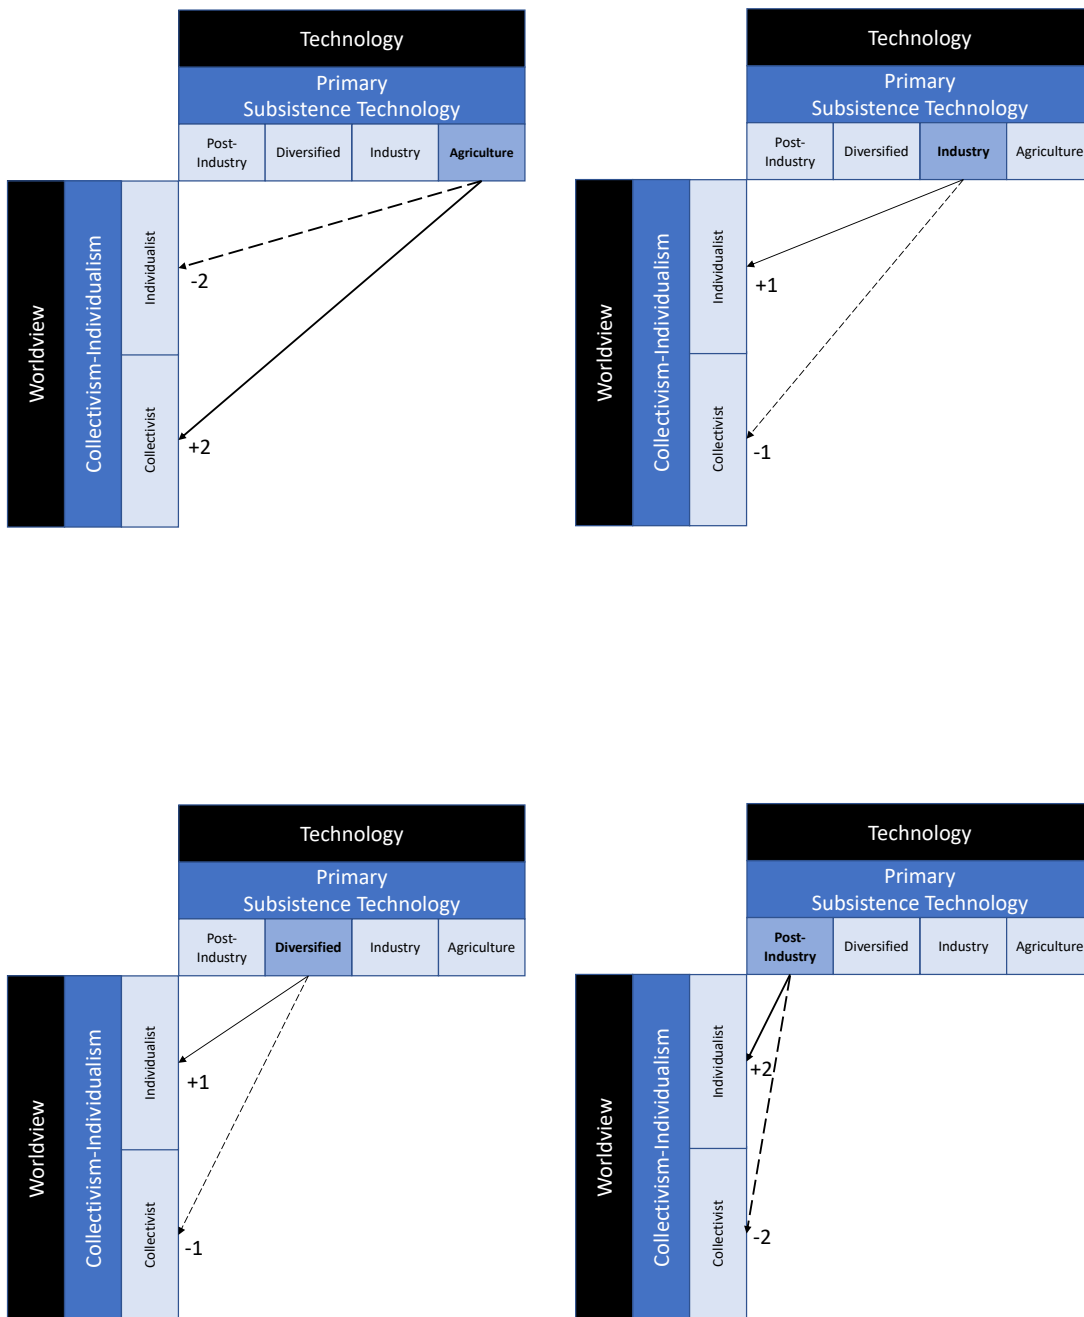 Technology
Primary
Subsistence Technology
Post-
Industry
Diversified
Industry
Agriculture
Worldview
Collectivism-Individualism
Individualist
Collectivist
-2
+2
Technology
Primary
Subsistence Technology
Post-
Industry
Diversified
Industry
Agriculture
Worldview
Collectivism-Individualism
Individualist
Collectivist
+1
-1
Technology
Primary
Subsistence Technology
Post-
Industry
Diversified
Industry
Agriculture
Worldview
Collectivism-Individualism
Individualist
Collectivist
+1
-1
Technology
Primary
Subsistence Technology
Post-
Industry
Diversified
Industry
Agriculture
Worldview
Collectivism-Individualism
Individualist
Collectivist
+2
-2